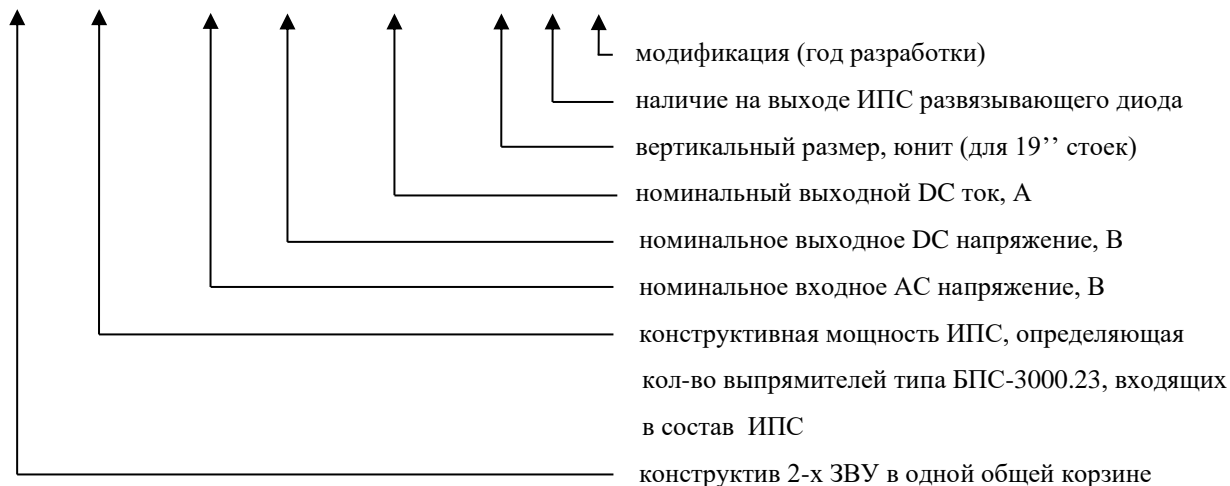 модификация (год разработки)
наличие на выходе ИПС развязывающего диода
вертикальный размер, юнит (для 19’’ стоек)
номинальный выходной DC ток, А
номинальное выходное DC напряжение, В
номинальное входное АС напряжение, В
конструктивная мощность ИПС, определяющая
кол-во выпрямителей типа БПС-3000.23, входящих
в состав ИПС
конструктив 2-х ЗВУ в одной общей корзине